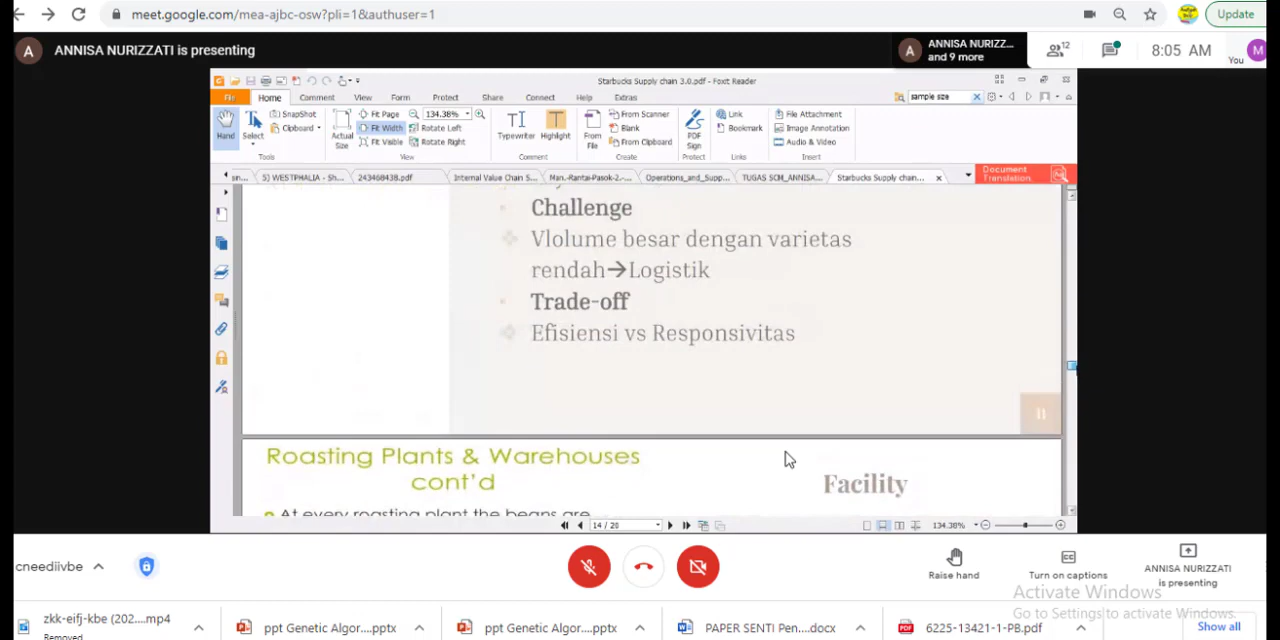 meet.google.com/mea-ajbc-osw?pli=1&authuser=1
Update
A ANNISA NURIZZATI is presenting
A ANNISA NURIZZ...
and 9 more
12
8:05 AM
You
M
Starbucks Supply chain 3.0.pdf - Foxit Reader
File Home Comment View Form Protect Share Connect Help Extras
sample size
Hand
Select
SnapShot
Clipboard
Tools
Actual Size
Fit Page
Fit Width
Fit Visible
134.38%
Rotate Left
Rotate Right
View
Typewriter
Highlight
Comment
From File
From Scanner
Blank
From Clipboard
Create
PDF Sign
Protect
Link
Bookmark
Links
File Attachment
Image Annotation
Audio & Video
Insert
sn...
5) WESTPHALIA - Sh...
243460438.pdf
Internal Value Chain S...
Man.-Rantai-Pasok-2....
Operations_and_Supp...
TUGAS SCM_ANNISA...
Starbucks Supply chain...
Document Translation.
Challenge
Vlolume besar dengan varietas
rendah→Logistik
Trade-off
Efisiensi vs Responsivitas
11
Roasting Plants & Warehouses
cont'd
Facility
At every roasting plant the beans are
14 / 20
134.38%
cneediivbe
Raise hand
Turn on captions
ANNISA NURIZZATI
is presenting
Activate Windows
Go to Settings to activate Windows.
zkk-eifj-kbe (202....mp4
Removed
ppt Genetic Algor....pptx
ppt Genetic Algor....pptx
PAPER SENTI Pen....docx
6225-13421-1-PB.pdf
Show all